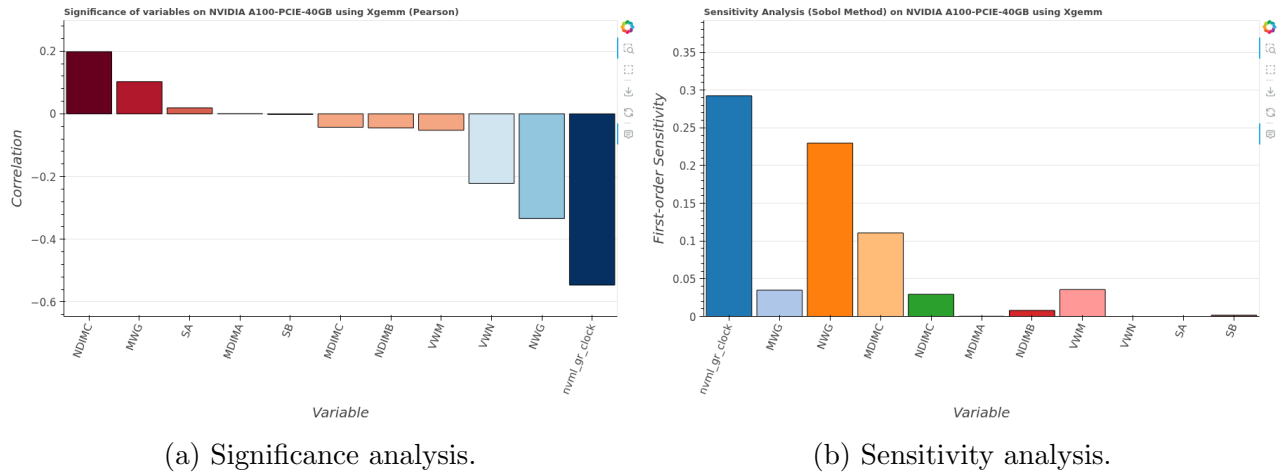 Significance of variables on NVIDIA A100-PCIE-40GB using Xgemm (Pearson)
0.2
0
−0.2
−0.4
−0.6
Correlation
NDIMC
MWG
SA
MDIMA
SB
MDIMC
NDIMB
VWM
VWN
NWG
nvml_gr_clock
Variable
(a) Significance analysis.
Sensitivity Analysis (Sobol Method) on NVIDIA A100-PCIE-40GB using Xgemm
0.35
0.3
0.25
0.2
0.15
0.1
0.05
0
First-order Sensitivity
nvml_gr_clock
MWG
NWG
MDIMC
NDIMC
MDIMA
NDIMB
VWM
VWN
SA
SB
Variable
(b) Sensitivity analysis.